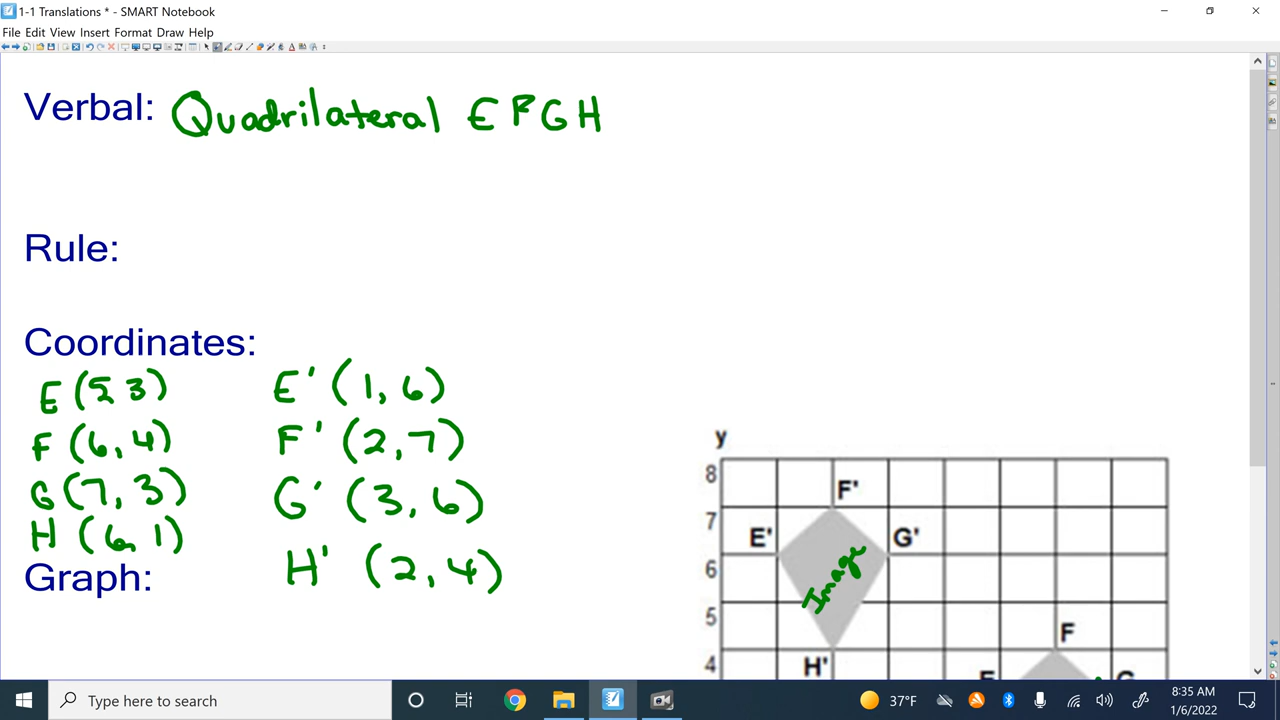 1-1 Translations * - SMART Notebook
File Edit View Insert Format Draw Help
Verbal: Quadrilateral EFGH
Rule:
Coordinates:
E (5, 3) E' (1, 6)
F (6, 4) F' (2, 7)
G (7, 3) G' (3, 6)
H (6, 1) H' (2, 4)
Graph:
y
8
F'
7
E' G'
6
Image
5
F
4
H'
E G
Type here to search
37°F
8:35 AM
1/6/2022